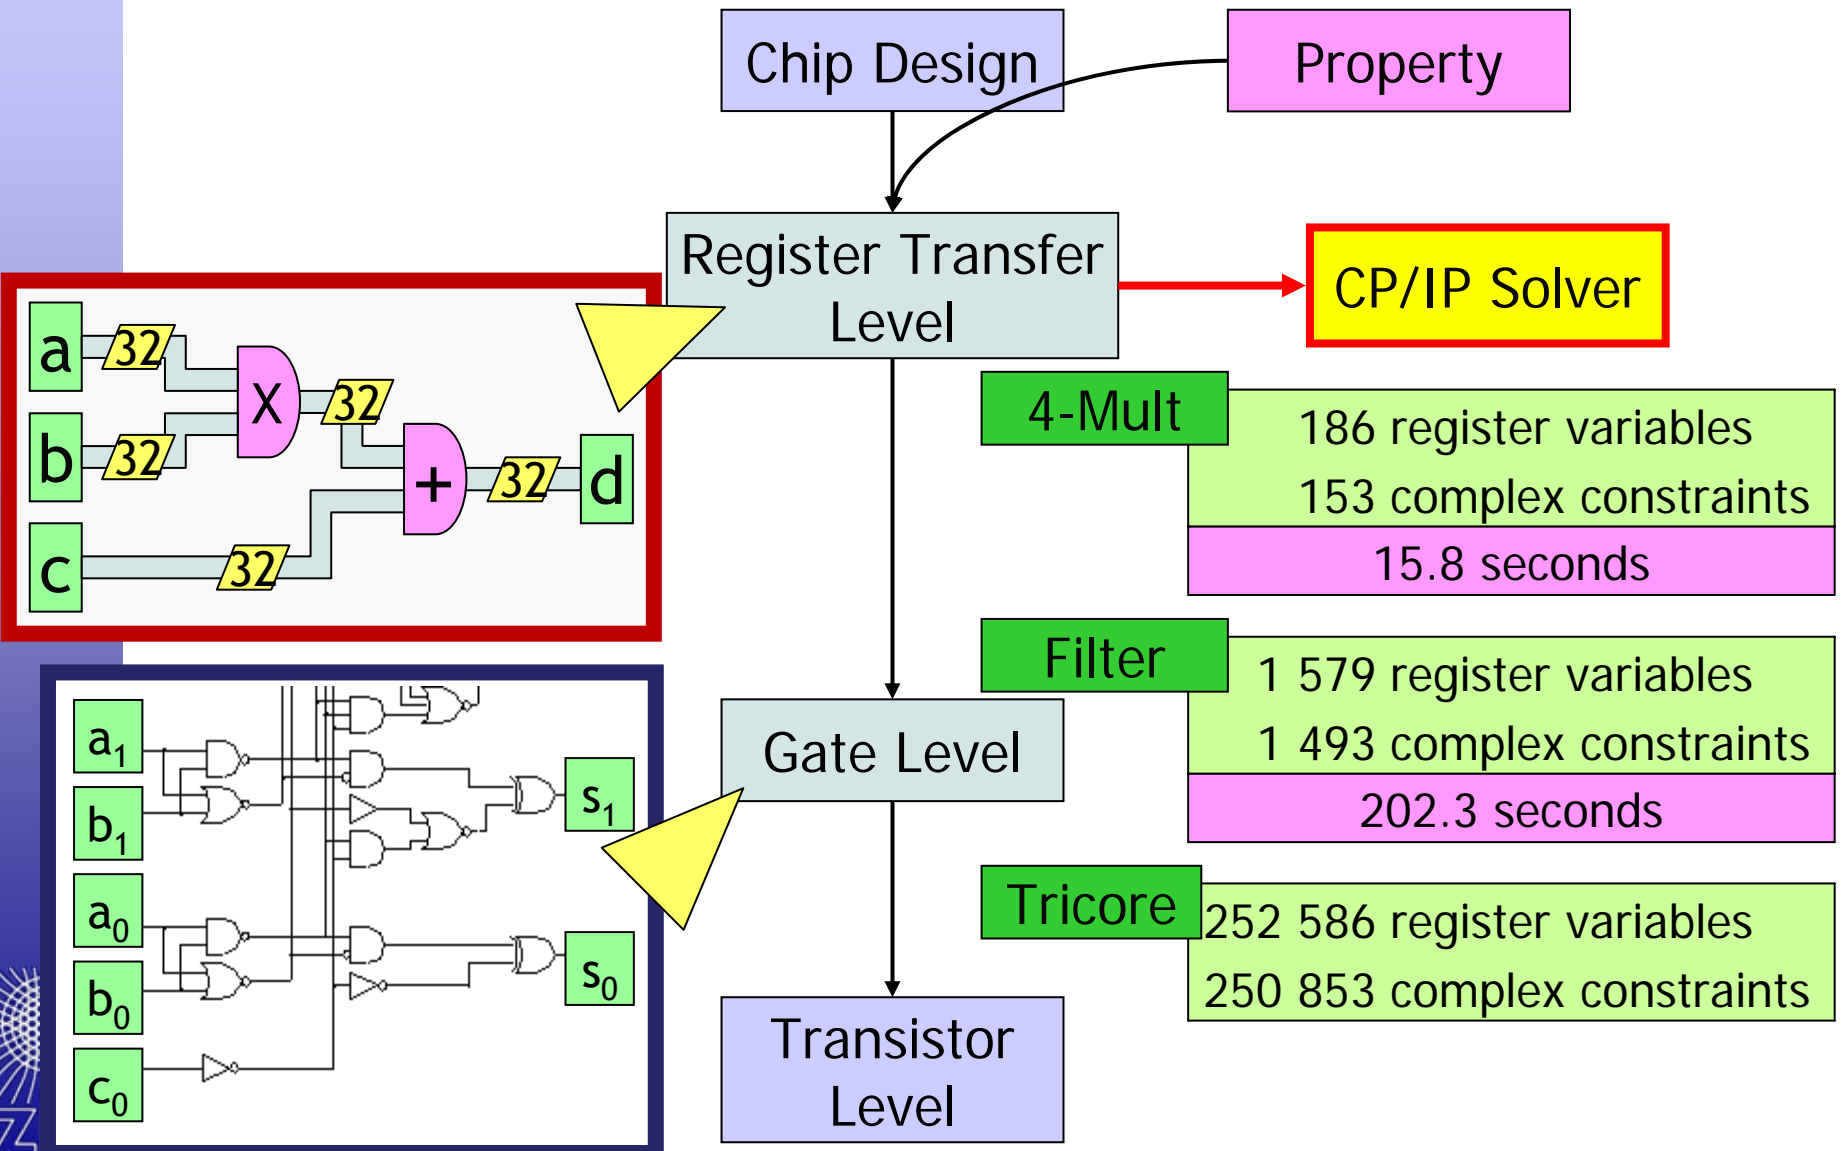 Chip Design
Property
Register Transfer
Level
CP/IP Solver
a
32
b
32
X
32
c
32
+
32
d
4-Mult
186 register variables
153 complex constraints
15.8 seconds
Filter
1 579 register variables
1 493 complex constraints
202.3 seconds
Gate Level
a₁
b₁
a₀
b₀
c₀
s₁
s₀
Tricore
252 586 register variables
250 853 complex constraints
Transistor
Level